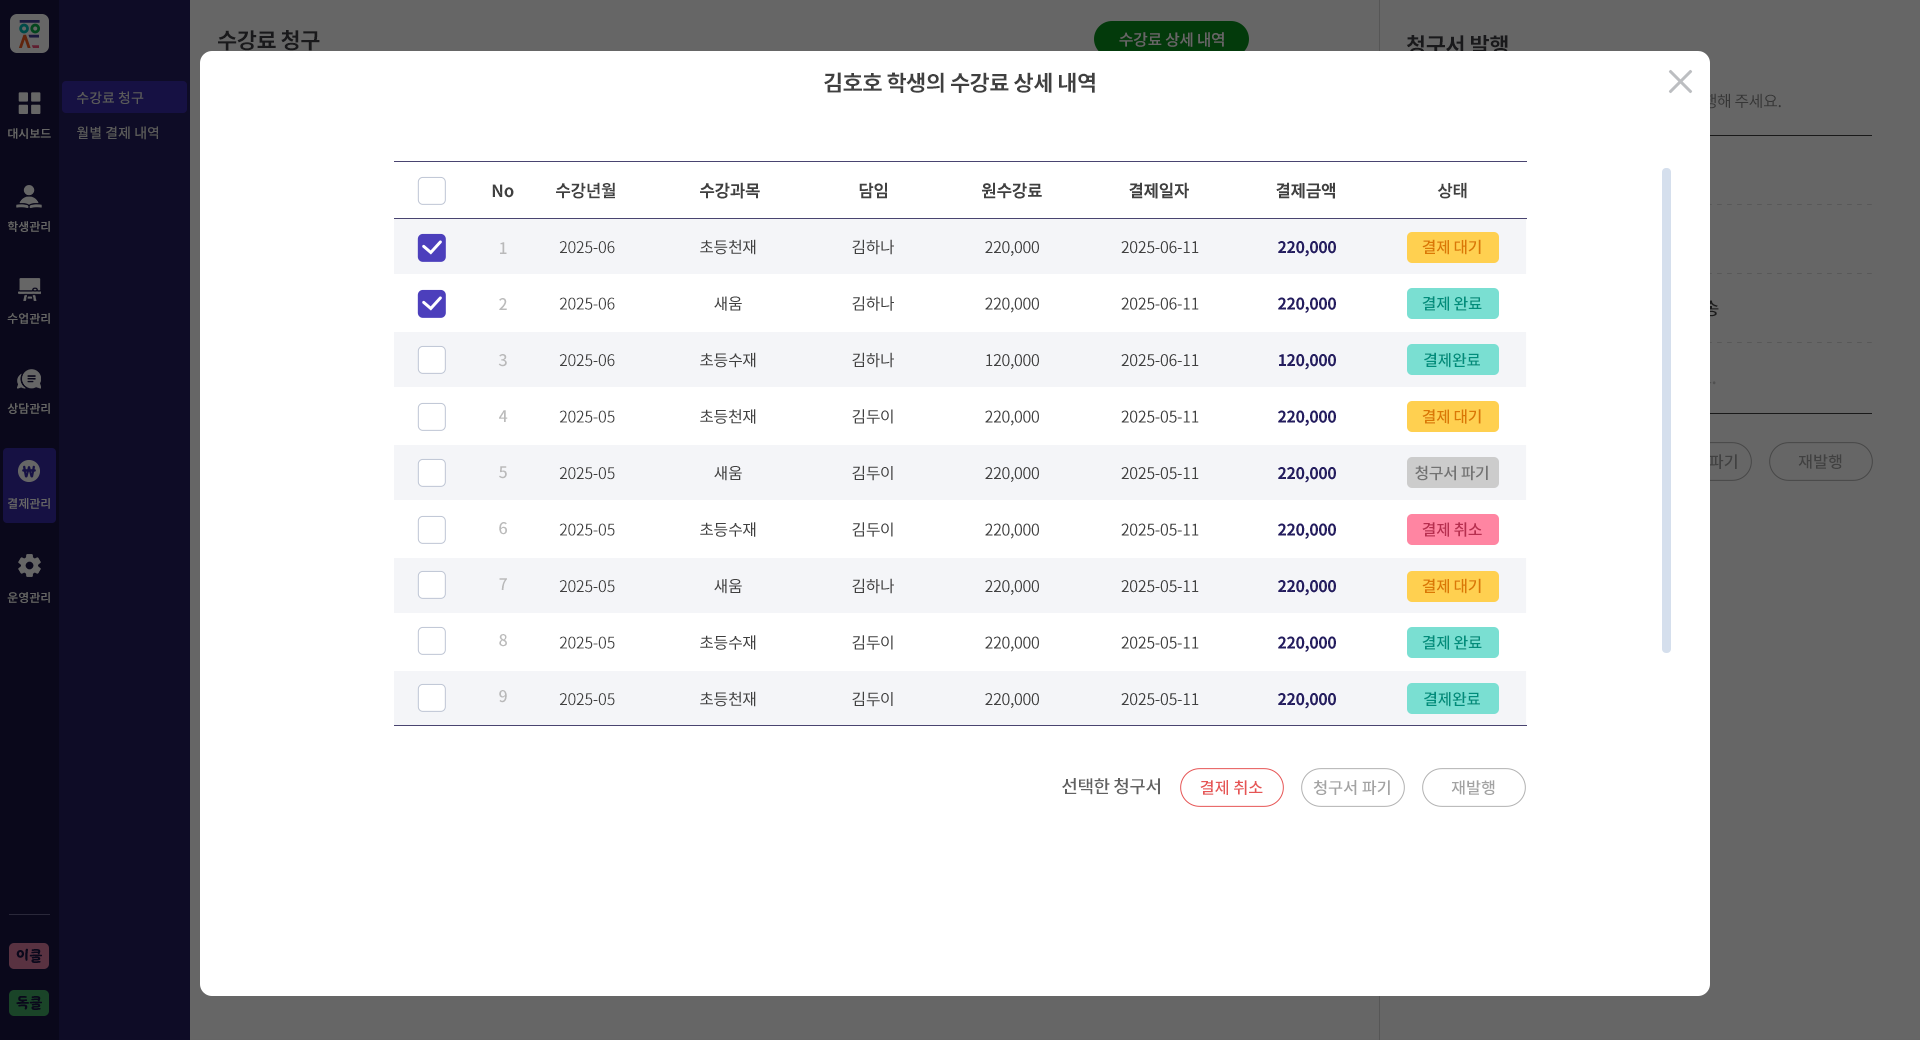 수강료 청구
수강료 상세 내역
청구서 발행
대시보드
학생관리
수업관리
상담관리
결제관리
운영관리
이클
독클
수강료 청구
월별 결제 내역
김호호 학생의 수강료 상세 내역
No 수강년월 수강과목 담임 원수강료 결제일자 결제금액 상태
1 2025-06 초등천재 김하나 220,000 2025-06-11 220,000 결제 대기
2 2025-06 새움 김하나 220,000 2025-06-11 220,000 결제 완료
3 2025-06 초등수재 김하나 120,000 2025-06-11 120,000 결제완료
4 2025-05 초등천재 김두이 220,000 2025-05-11 220,000 결제 대기
5 2025-05 새움 김두이 220,000 2025-05-11 220,000 청구서 파기
6 2025-05 초등수재 김두이 220,000 2025-05-11 220,000 결제 취소
7 2025-05 새움 김하나 220,000 2025-05-11 220,000 결제 대기
8 2025-05 초등수재 김두이 220,000 2025-05-11 220,000 결제 완료
9 2025-05 초등천재 김두이 220,000 2025-05-11 220,000 결제완료
선택한 청구서 결제 취소 청구서 파기 재발행
주세요.
파기
재발행